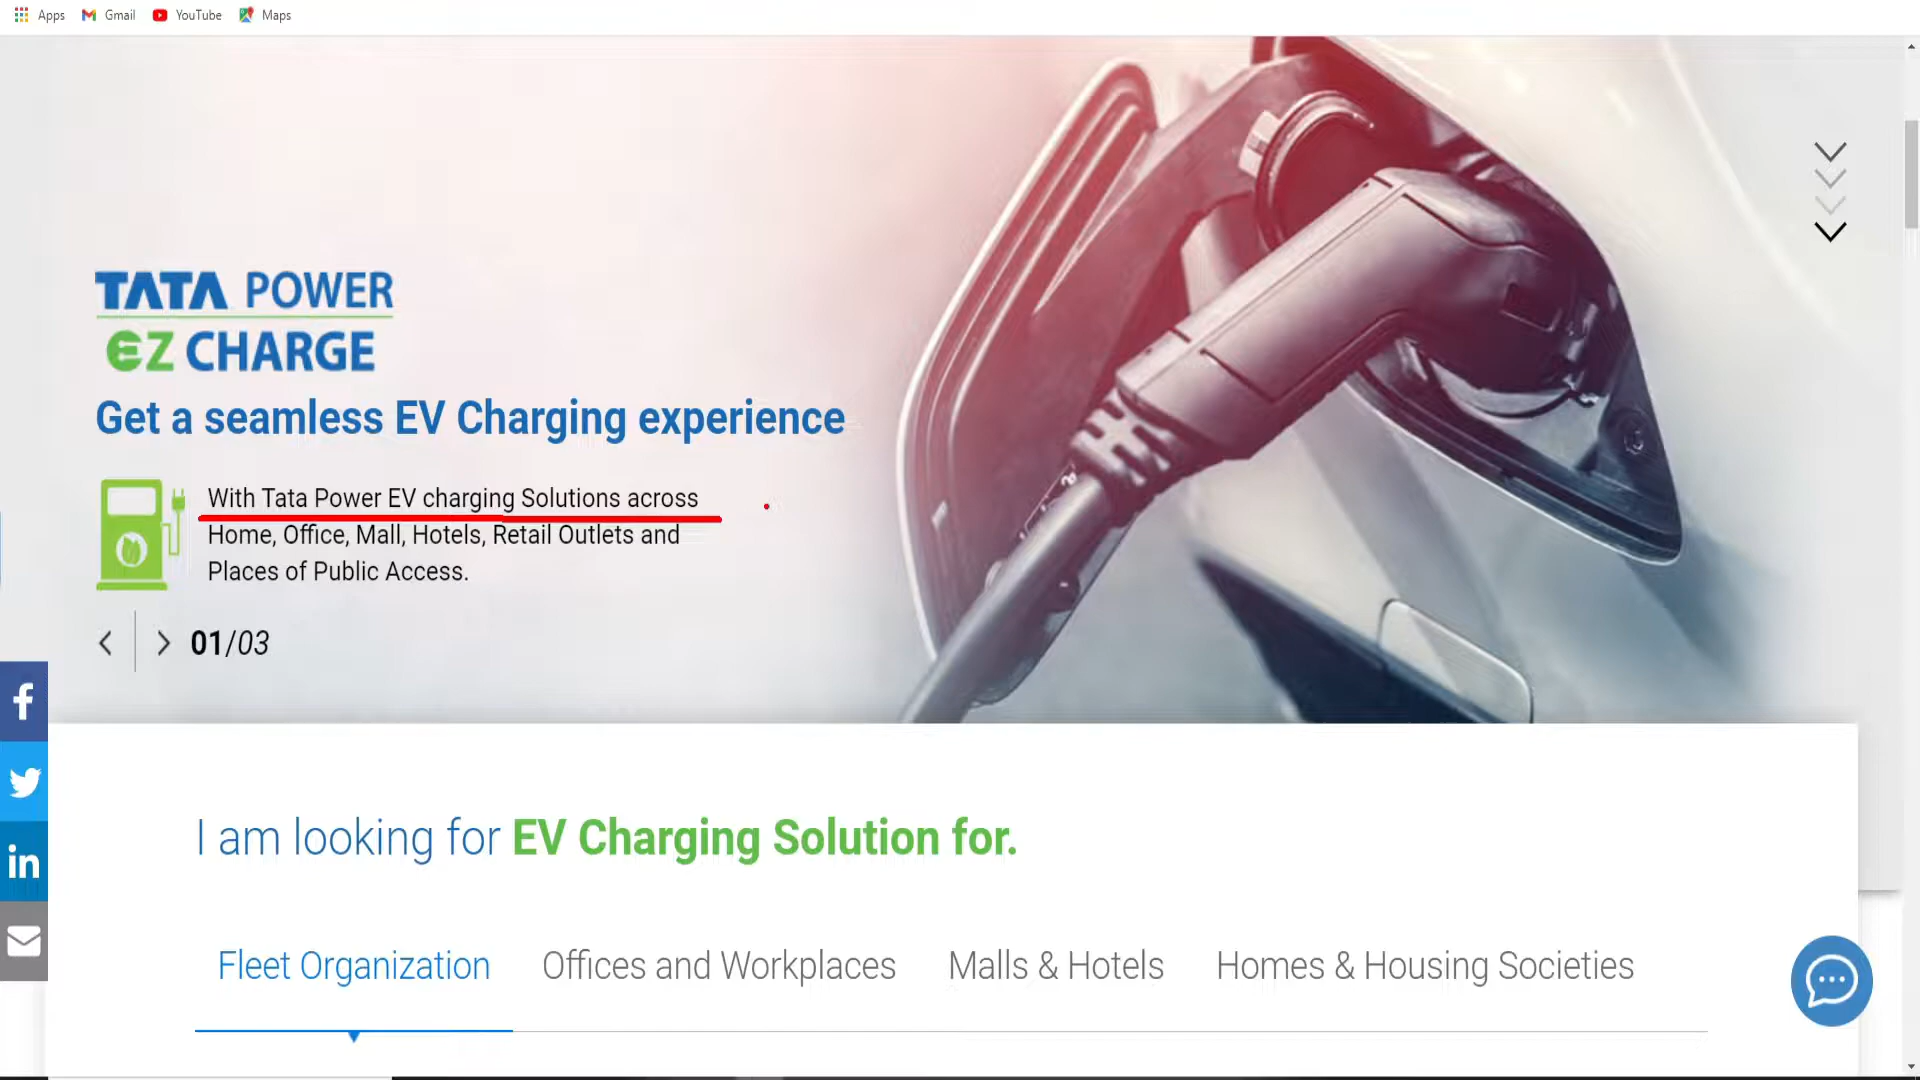 Apps Gmail YouTube Maps
TATA POWER
EZ CHARGE
Get a seamless EV Charging experience
With Tata Power EV charging Solutions across
Home, Office, Mall, Hotels, Retail Outlets and
Places of Public Access.
01/03
I am looking for EV Charging Solution for.
Fleet Organization Offices and Workplaces Malls & Hotels Homes & Housing Societies